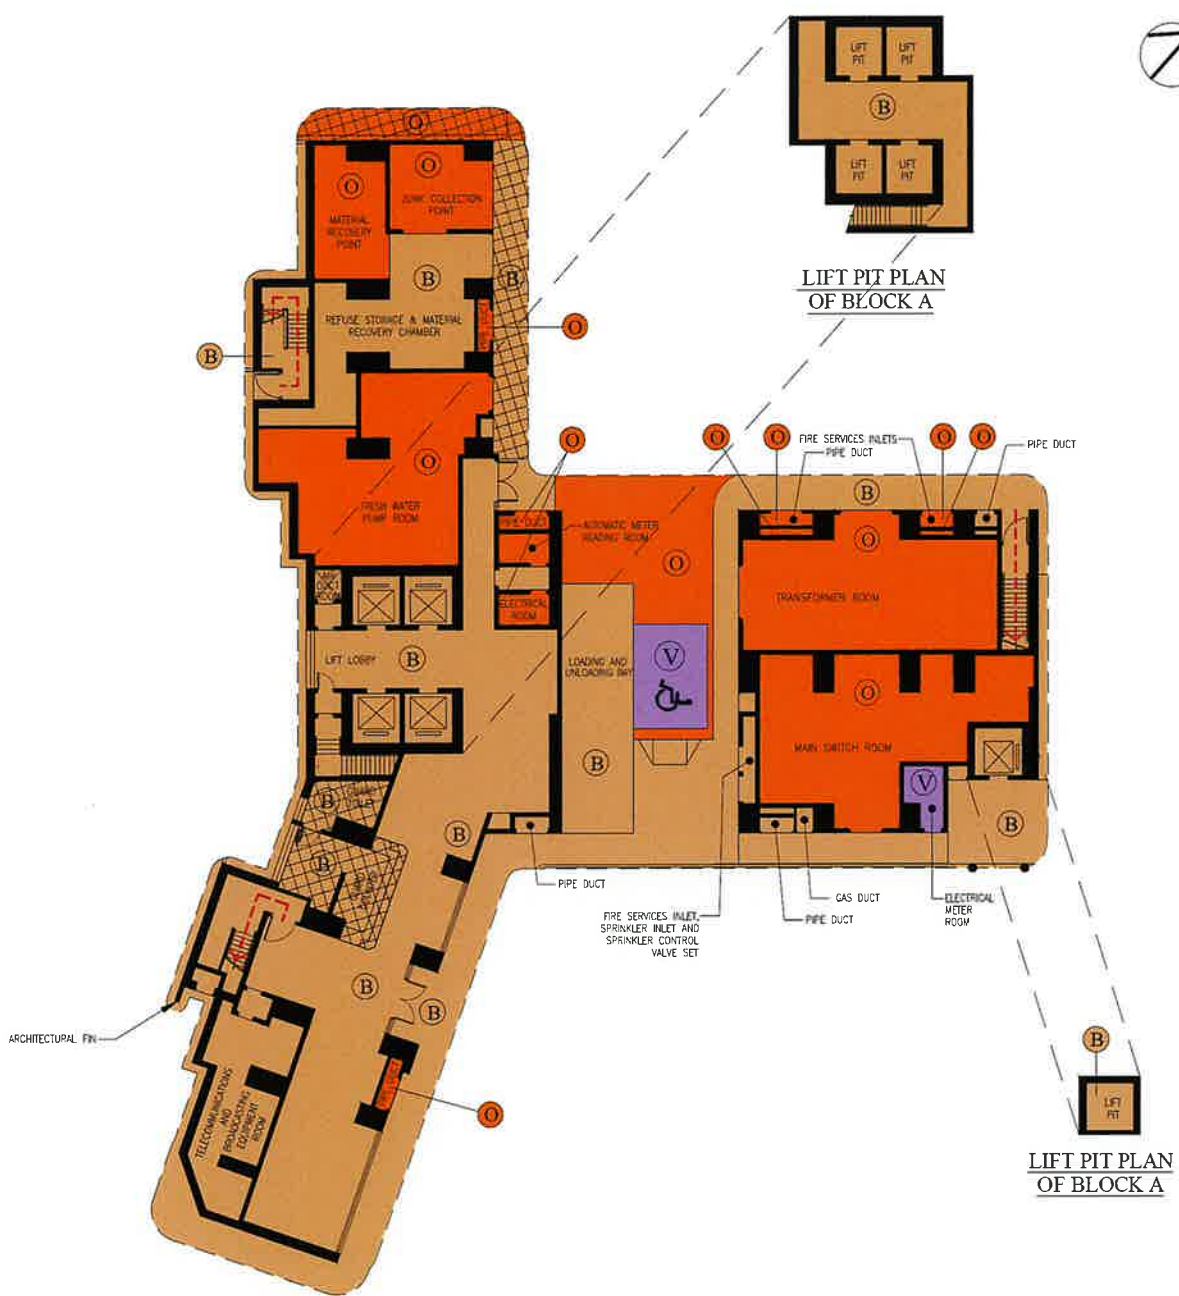 LIFT
PIT
LIFT
PIT
B
LIFT
PIT
LIFT
PIT
LIFT PIT PLAN
OF BLOCK A
O
O
O
JUNK COLLECTION
POINT
MATERIAL
RECOVERY
POINT
B
B
REFUSE STORAGE & MATERIAL
RECOVERY CHAMBER
O
B
O
FRESH WATER
PUMP ROOM
O
O
O
FIRE SERVICES INLETS
PIPE DUCT
O
O
PIPE DUCT
B
PIPE DUCT
AUTOMATIC METER
READING ROOM
ELECTRICAL
ROOM
O
O
TRANSFORMER ROOM
LIFT LOBBY
B
LOADING AND
UNLOADING BAY
V
O
MAIN SWITCH ROOM
B
V
B
B
B
B
PIPE DUCT
FIRE SERVICES INLET,
SPRINKLER INLET AND
SPRINKLER CONTROL
VALVE SET
GAS DUCT
PIPE DUCT
ELECTRICAL
METER
ROOM
B
B
ARCHITECTURAL FIN
PIPE DUCT
O
TELECOMMUNICATIONS
AND
BROADCASTING
EQUIPMENT
ROOM
B
LIFT
PIT
LIFT PIT PLAN
OF BLOCK A